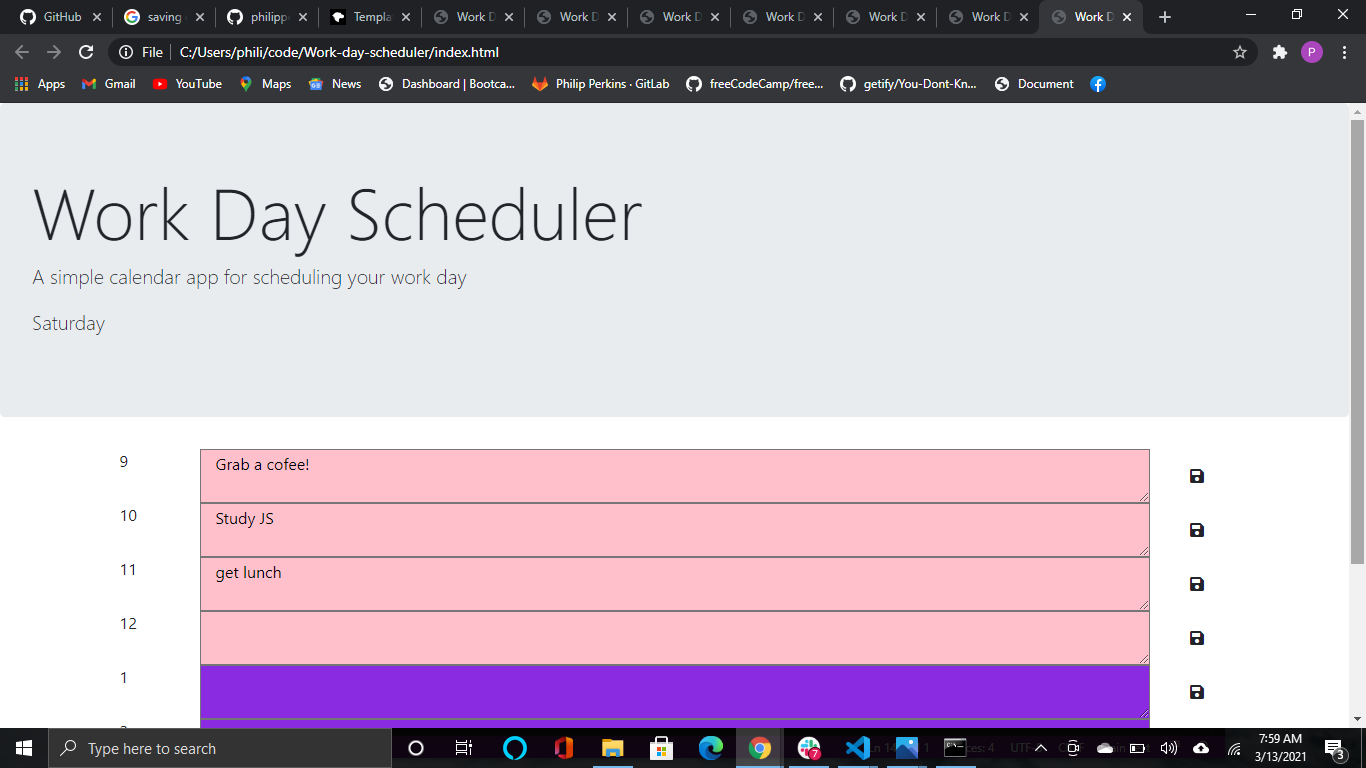 GitHub
saving
philipp
Templa
Work D
Work D
Work D
Work D
Work D
Work D
Work D
File
C:/Users/phili/code/Work-day-scheduler/index.html
P
Apps
Gmail
YouTube
Maps
News
Dashboard | Bootca...
Philip Perkins · GitLab
freeCodeCamp/free...
getify/You-Dont-Kn...
Document
Work Day Scheduler
A simple calendar app for scheduling your work day
Saturday
9
Grab a cofee!
10
Study JS
11
get lunch
12
1
Type here to search
7
7:59 AM
3/13/2021
3